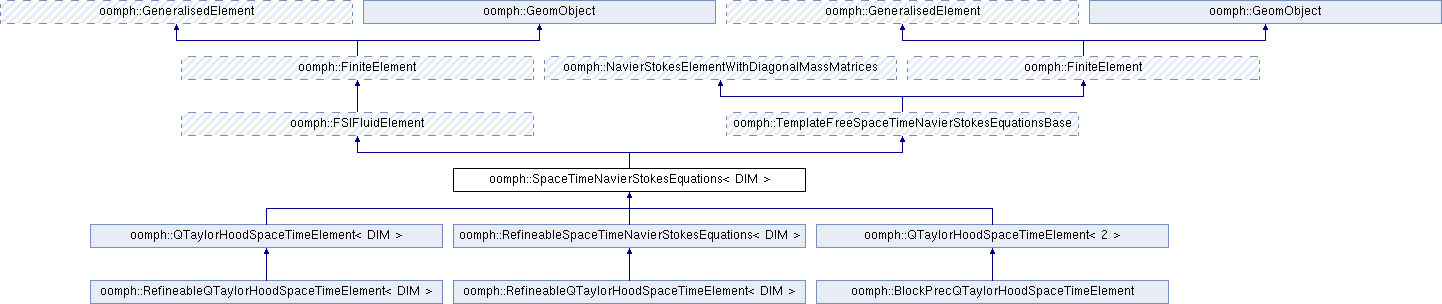 oomph::GeneralisedElement
oomph::GeomObject
oomph::GeneralisedElement
oomph::GeomObject
oomph::FiniteElement
oomph::NavierStokesElementWithDiagonalMassMatrices
oomph::FiniteElement
oomph::FSIFluidElement
oomph::TemplateFreeSpaceTimeNavierStokesEquationsBase
oomph::SpaceTimeNavierStokesEquations< DIM >
oomph::QTaylorHoodSpaceTimeElement< DIM >
oomph::RefineableSpaceTimeNavierStokesEquations< DIM >
oomph::QTaylorHoodSpaceTimeElement< 2 >
oomph::RefineableQTaylorHoodSpaceTimeElement< DIM >
oomph::RefineableQTaylorHoodSpaceTimeElement< DIM >
oomph::BlockPrecQTaylorHoodSpaceTimeElement